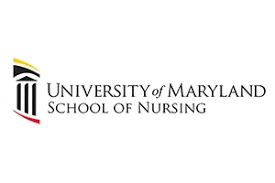 UNIVERSITY of MARYLAND
SCHOOL OF NURSING